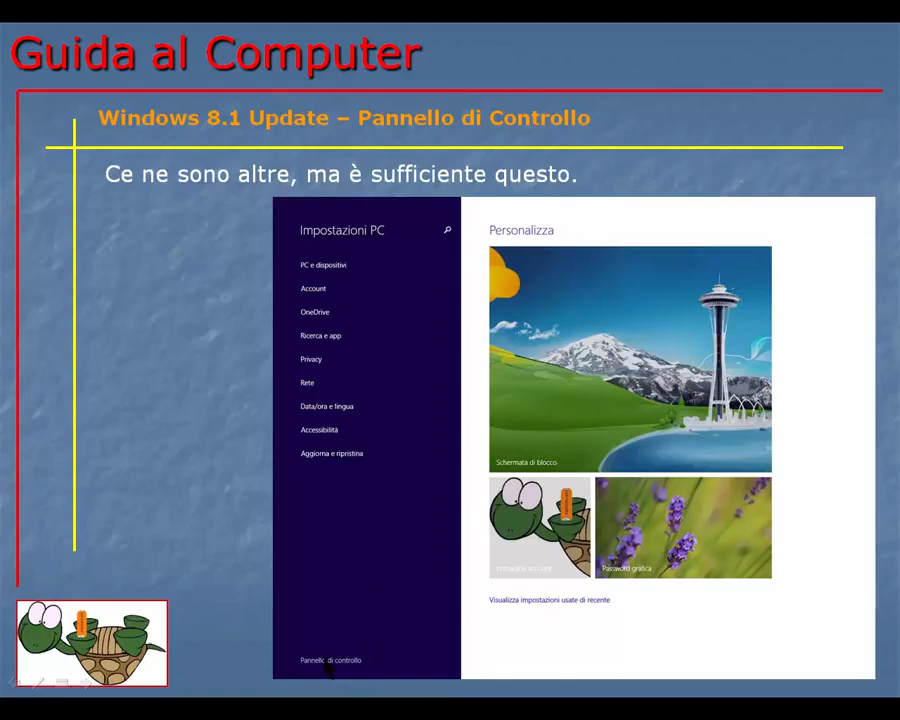 Guida al Computer
Windows 8.1 Update – Pannello di Controllo
Ce ne sono altre, ma è sufficiente questo.
Impostazioni PC
PC e dispositivi
Account
OneDrive
Ricerca e app
Privacy
Rete
Data/ora e lingua
Accessibilità
Aggiorna e ripristina
Pannello di controllo
Personalizza
Schermata di blocco
Immagine account
Password grafica
Visualizza impostazioni usate di recente